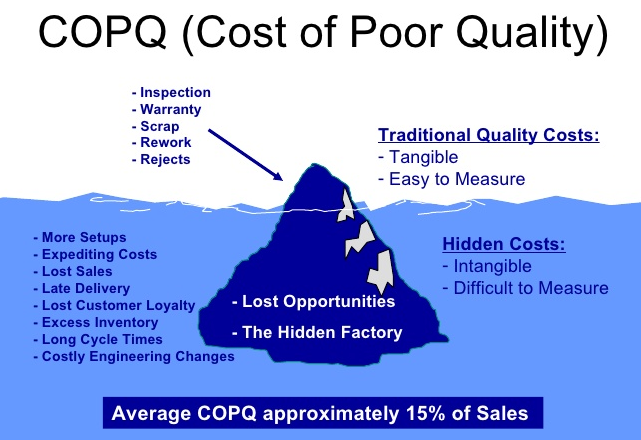 COPQ (Cost of Poor Quality)
- Inspection
- Warranty
- Scrap
- Rework
- Rejects
Traditional Quality Costs:
- Tangible
- Easy to Measure
- More Setups
- Expediting Costs
- Lost Sales
- Late Delivery
- Lost Customer Loyalty
- Excess Inventory
- Long Cycle Times
- Costly Engineering Changes
- Lost Opportunities
- The Hidden Factory
Hidden Costs:
- Intangible
- Difficult to Measure
Average COPQ approximately 15% of Sales